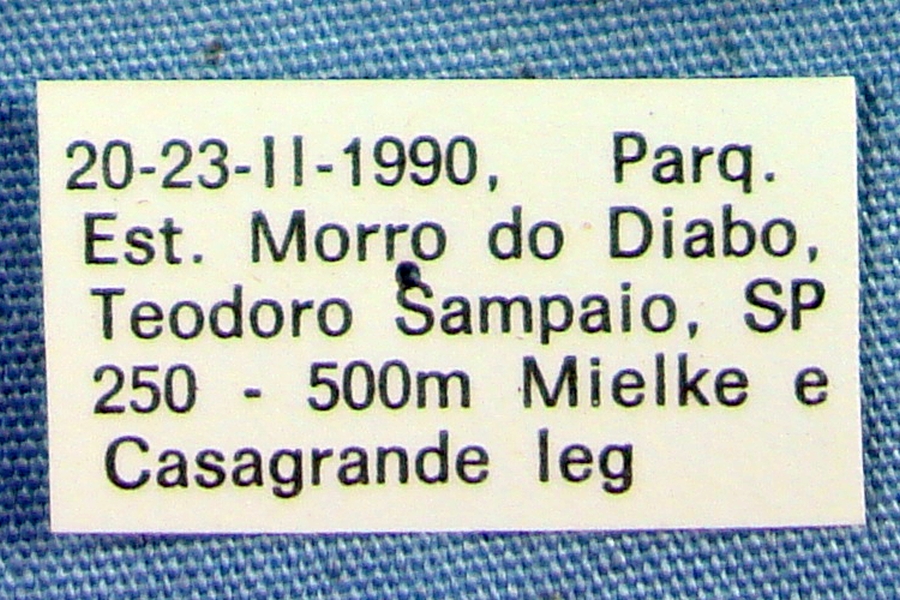 20-23-II-1990, Parq.
Est. Morro do Diabo,
Teodoro Sampaio, SP
250 - 500m Mielke e
Casagrande leg